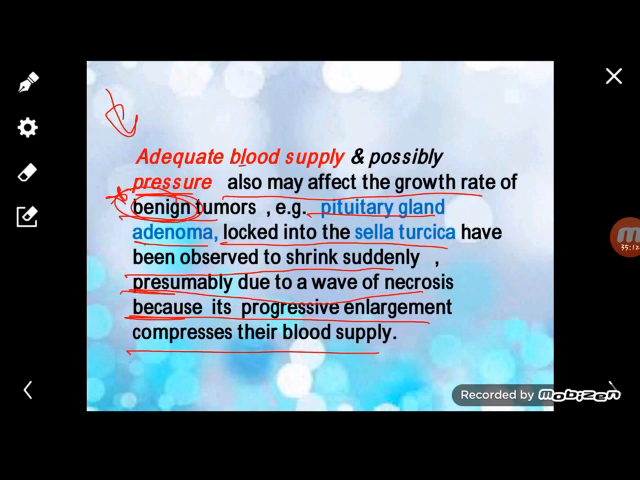 Adequate blood supply & possibly
pressure also may affect the growth rate of
benign tumors , e.g. pituitary gland
adenoma, locked into the sella turcica have
been observed to shrink suddenly ,
presumably due to a wave of necrosis
because its progressive enlargement
compresses their blood supply.
Recorded by MOBIZEN